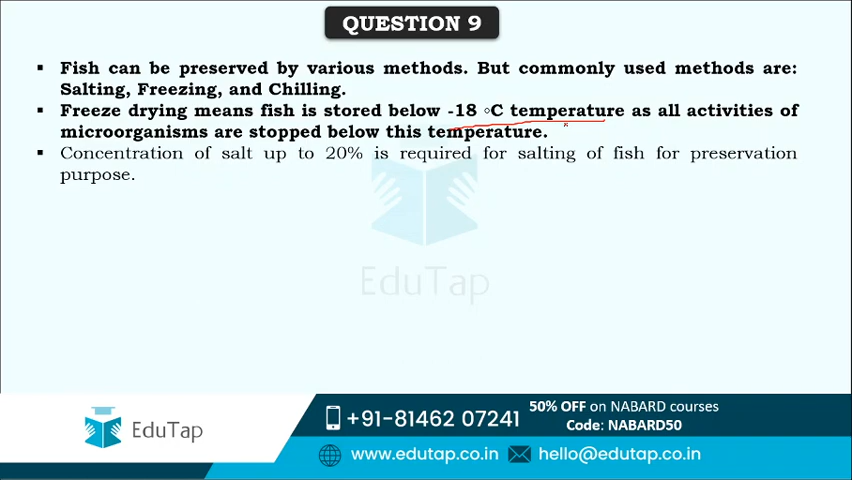 QUESTION 9
▪ Fish can be preserved by various methods. But commonly used methods are:
Salting, Freezing, and Chilling.
▪ Freeze drying means fish is stored below -18 ◦C temperature as all activities of
microorganisms are stopped below this temperature.
▪ Concentration of salt up to 20% is required for salting of fish for preservation
purpose.
EduTap
EduTap
+91-81462 07241
50% OFF on NABARD courses
Code: NABARD50
www.edutap.co.in
hello@edutap.co.in